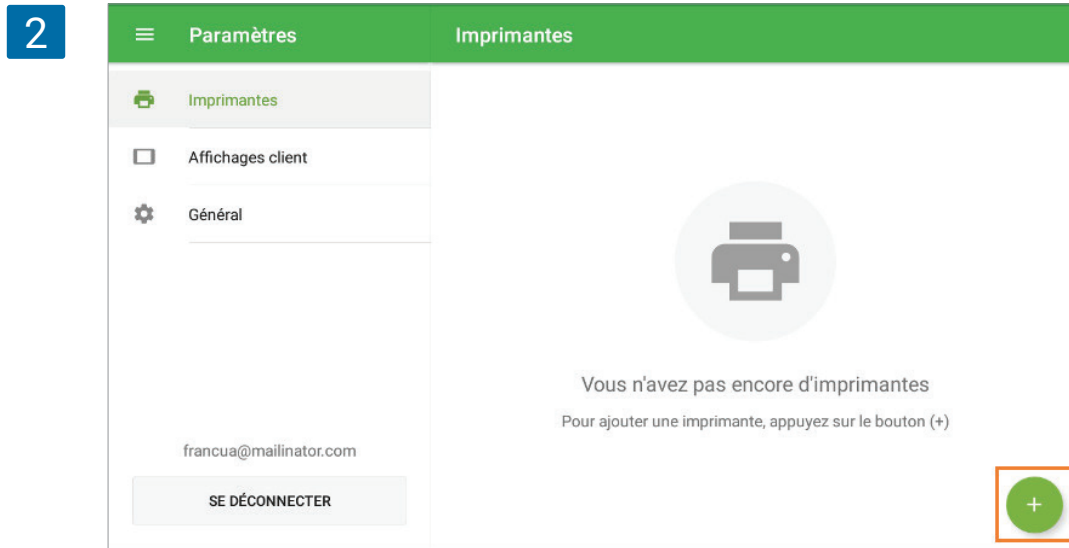 2
Paramètres
Imprimantes
Imprimantes
Affichages client
Général
Vous n'avez pas encore d'imprimantes
Pour ajouter une imprimante, appuyez sur le bouton (+)
francua@mailinator.com
SE DÉCONNECTER
+